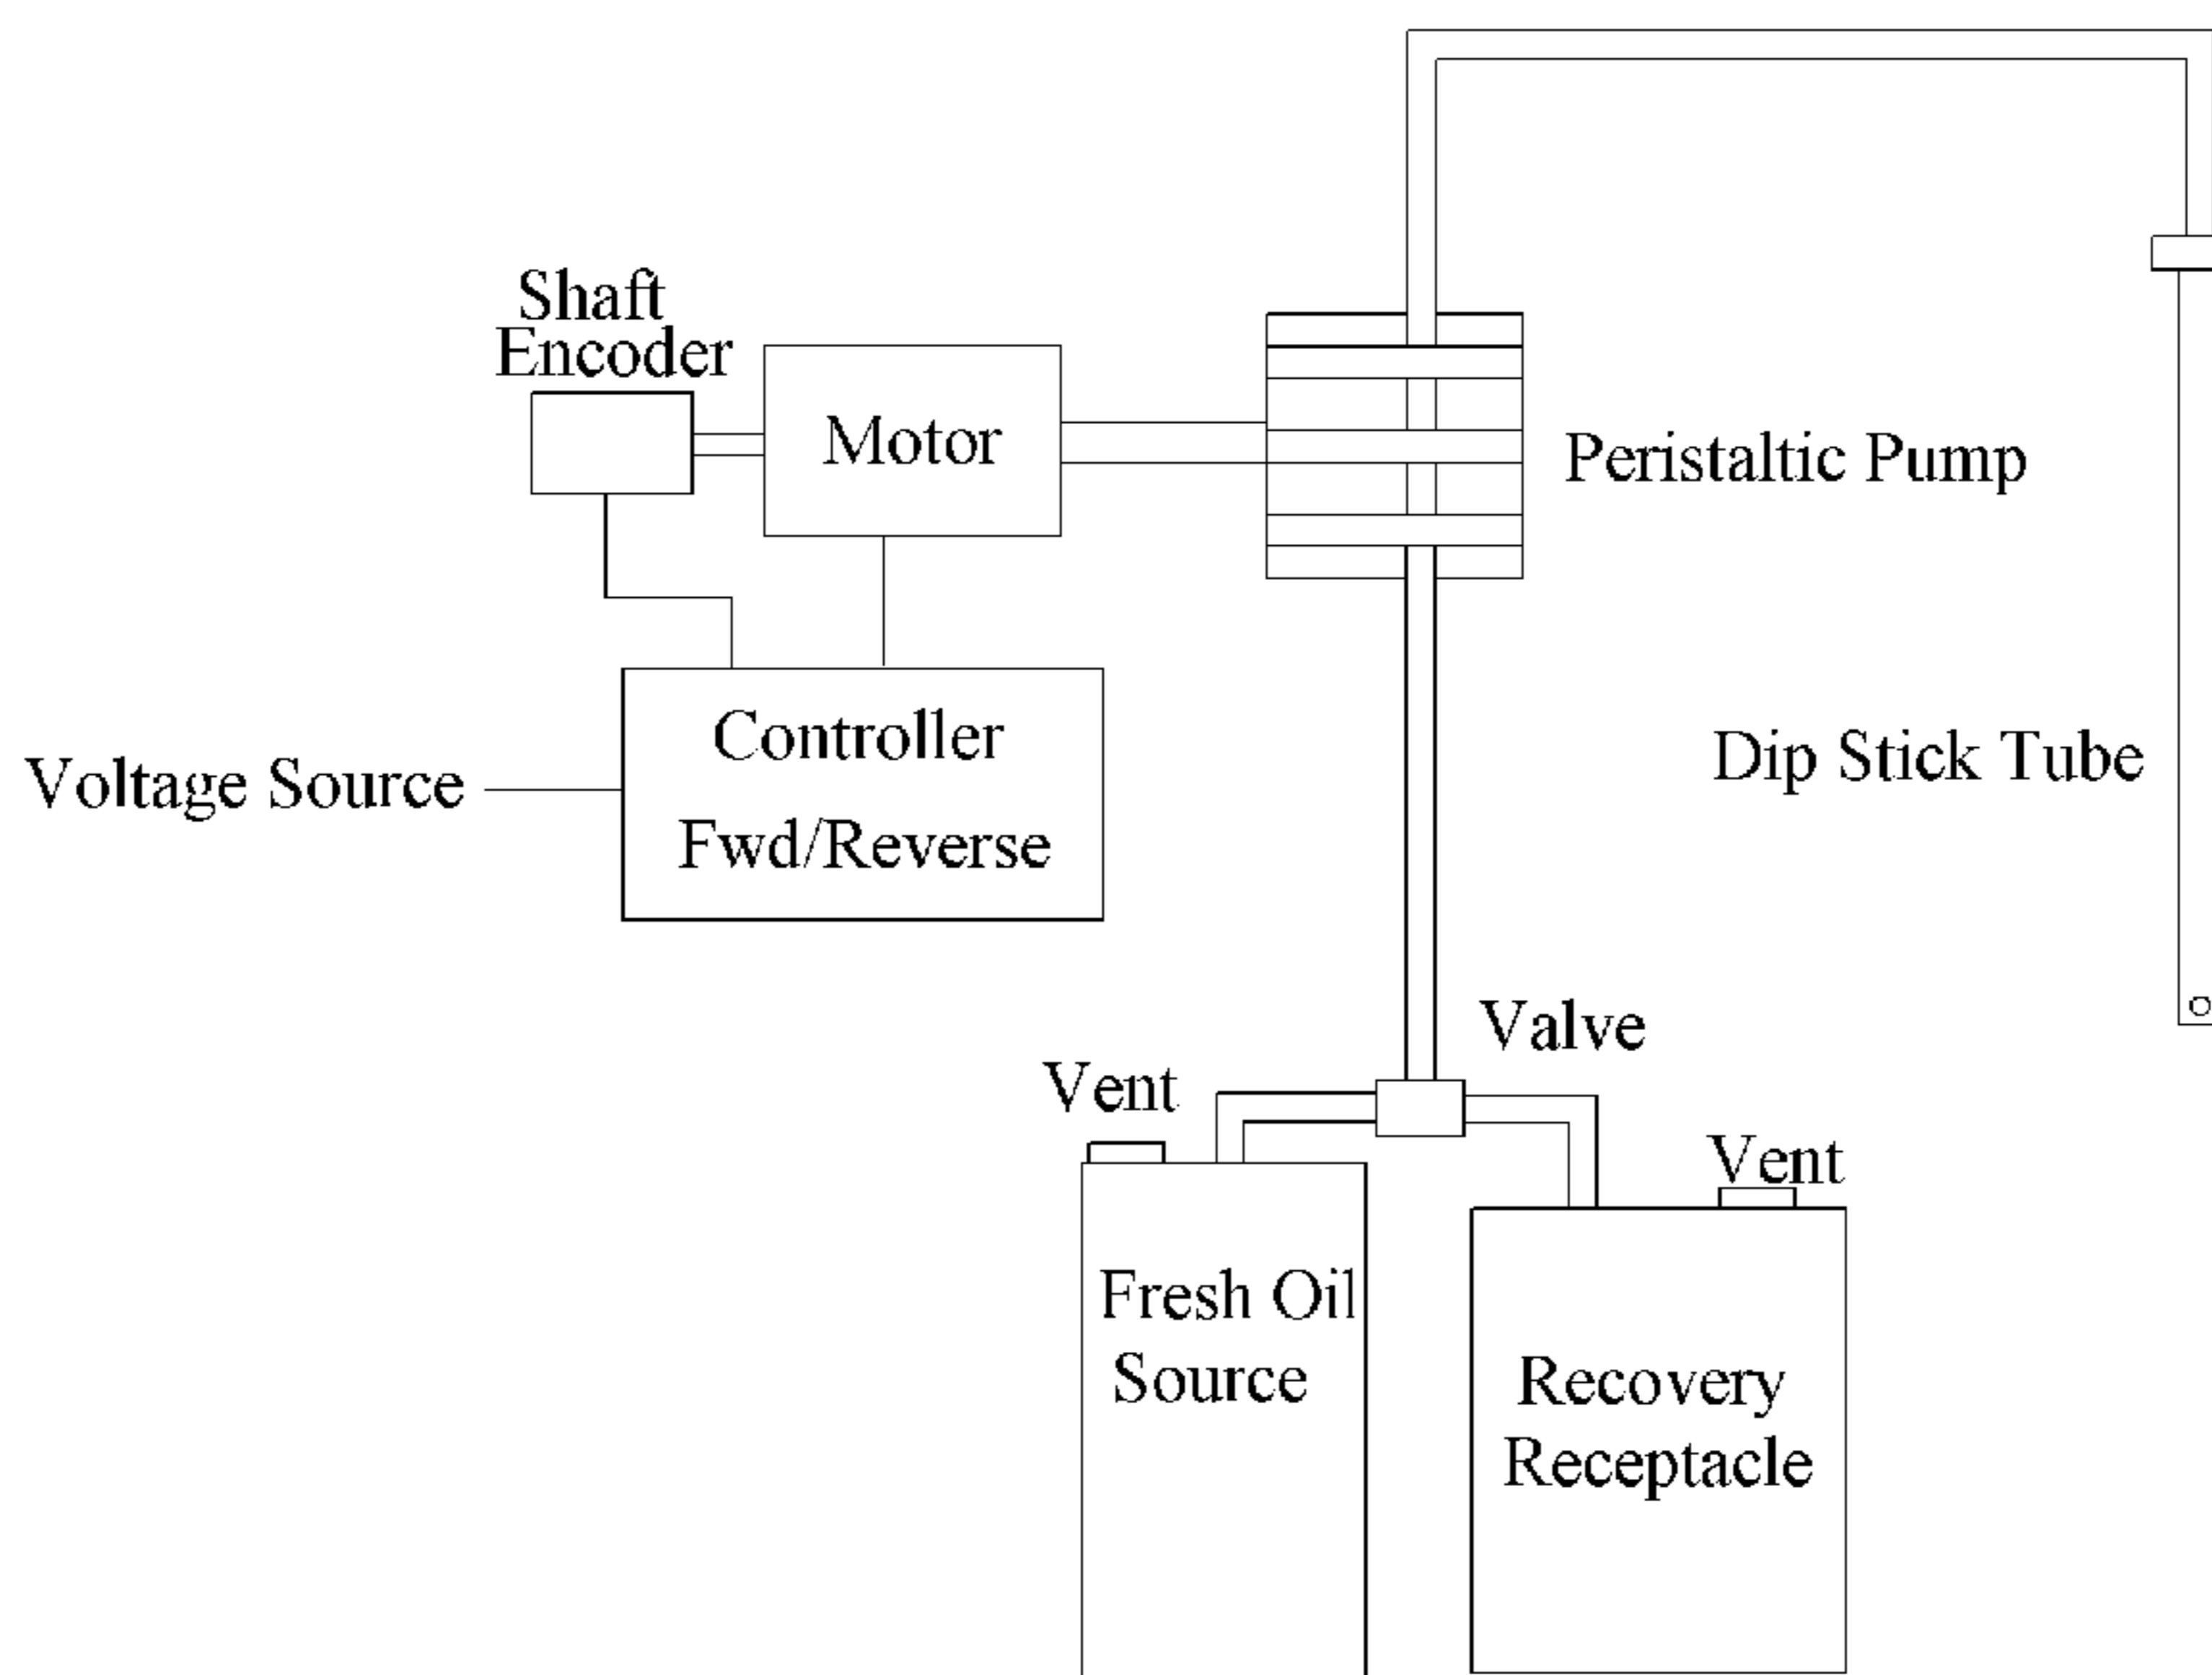 Shaft
Encoder
Motor
Peristaltic Pump
Controller
Fwd/Reverse
Voltage Source
Dip Stick Tube
Valve
Vent
Vent
Fresh Oil
Source
Recovery
Receptacle